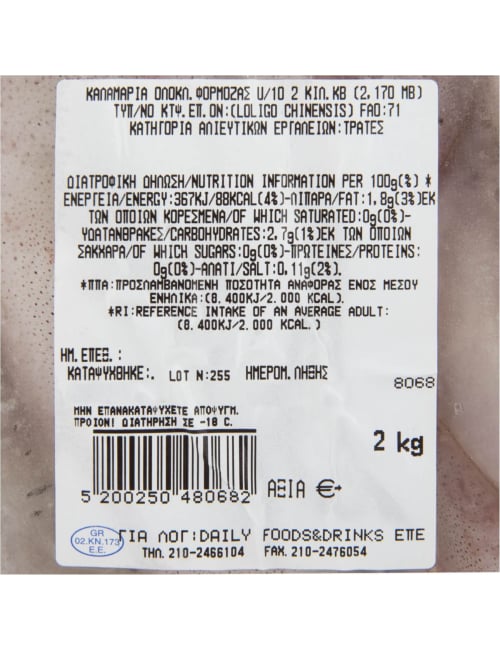 ΚΑΛΑΜΑΡΙΑ ΟΛΟΚΛ.ΦΟΡΜΟΖΑΣ U/10 2 ΚΙΛ.ΚΒ (2.170 MB)
ΤΥΠ/ΝΟ ΚΤΨ.ΕΠ.ΟΝ:(LOLIGO CHINENSIS) FAO:71
ΚΑΤΗΓΟΡΙΑ ΑΛΙΕΥΤΙΚΩΝ ΕΡΓΑΛΕΙΩΝ:ΤΡΑΤΕΣ
ΔΙΑΤΡΟΦΙΚΗ ΔΗΛΩΣΗ/NUTRITION INFORMATION PER 100g(%) *
ΕΝΕΡΓΕΙΑ/ENERGY:367KJ/88KCAL(4%)-ΛΙΠΑΡΑ/FAT:1,8g(3%)ΕΚ
ΤΩΝ ΟΠΟΙΩΝ ΚΟΡΕΣΜΕΝΑ/OF WHICH SATURATED:0g(0%)-
ΥΔΑΤΑΝΘΡΑΚΕΣ/CARBOHYDRATES:2,7g(1%)ΕΚ ΤΩΝ ΟΠΟΙΩΝ
ΣΑΚΧΑΡΑ/OF WHICH SUGARS:0g(0%)-ΠΡΩΤΕΙΝΕΣ/PROTEINS:
0g(0%)-ΑΛΑΤΙ/SALT:0,11g(2%).
*ΠΠΑ:ΠΡΟΣΛΑΜΒΑΝΟΜΕΝΗ ΠΟΣΟΤΗΤΑ ΑΝΑΦΟΡΑΣ ΕΝΟΣ ΜΕΣΟΥ
ΕΝΗΛΙΚΑ:(8.400KJ/2.000 KCAL).
*RI:REFERENCE INTAKE OF AN AVERAGE ADULT:
(8.400KJ/2.000 KCAL. )
ΗΜ.ΕΠΕΞ. :
ΚΑΤΑΨΥΧΘΗΚΕ:. LOT N:255 ΗΜΕΡΟΜ.ΛΗΞΗΣ
8068
ΜΗΝ ΕΠΑΝΑΚΑΤΑΨΥΧΕΤΕ ΑΠΟΨΥΓΜ.
ΠΡΟΙΟΝ! ΔΙΑΤΗΡΗΣΗ ΣΕ -18 C.
2 kg
5 200250 480682 ΑΞΙΑ €→
GR
02.KN.173
E.E.
ΓΙΑ ΛΟΓ:DAILY FOODS&DRINKS ΕΠΕ
ΤΗΛ. 210-2466104 FAX. 210-2476054